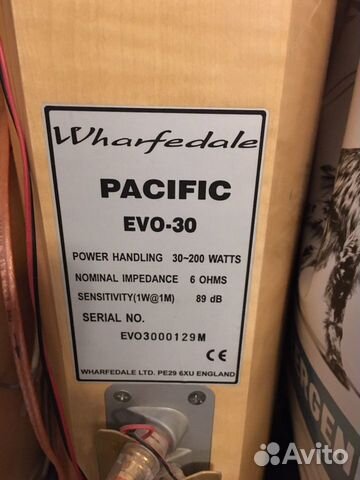 Wharfedale
PACIFIC
EVO-30
POWER HANDLING 30~200 WATTS
NOMINAL IMPEDANCE 6 OHMS
SENSITIVITY(1W@1M) 89 dB
SERIAL NO.
EVO3000129M
CE
WHARFEDALE LTD. PE29 6XU ENGLAND
Avito